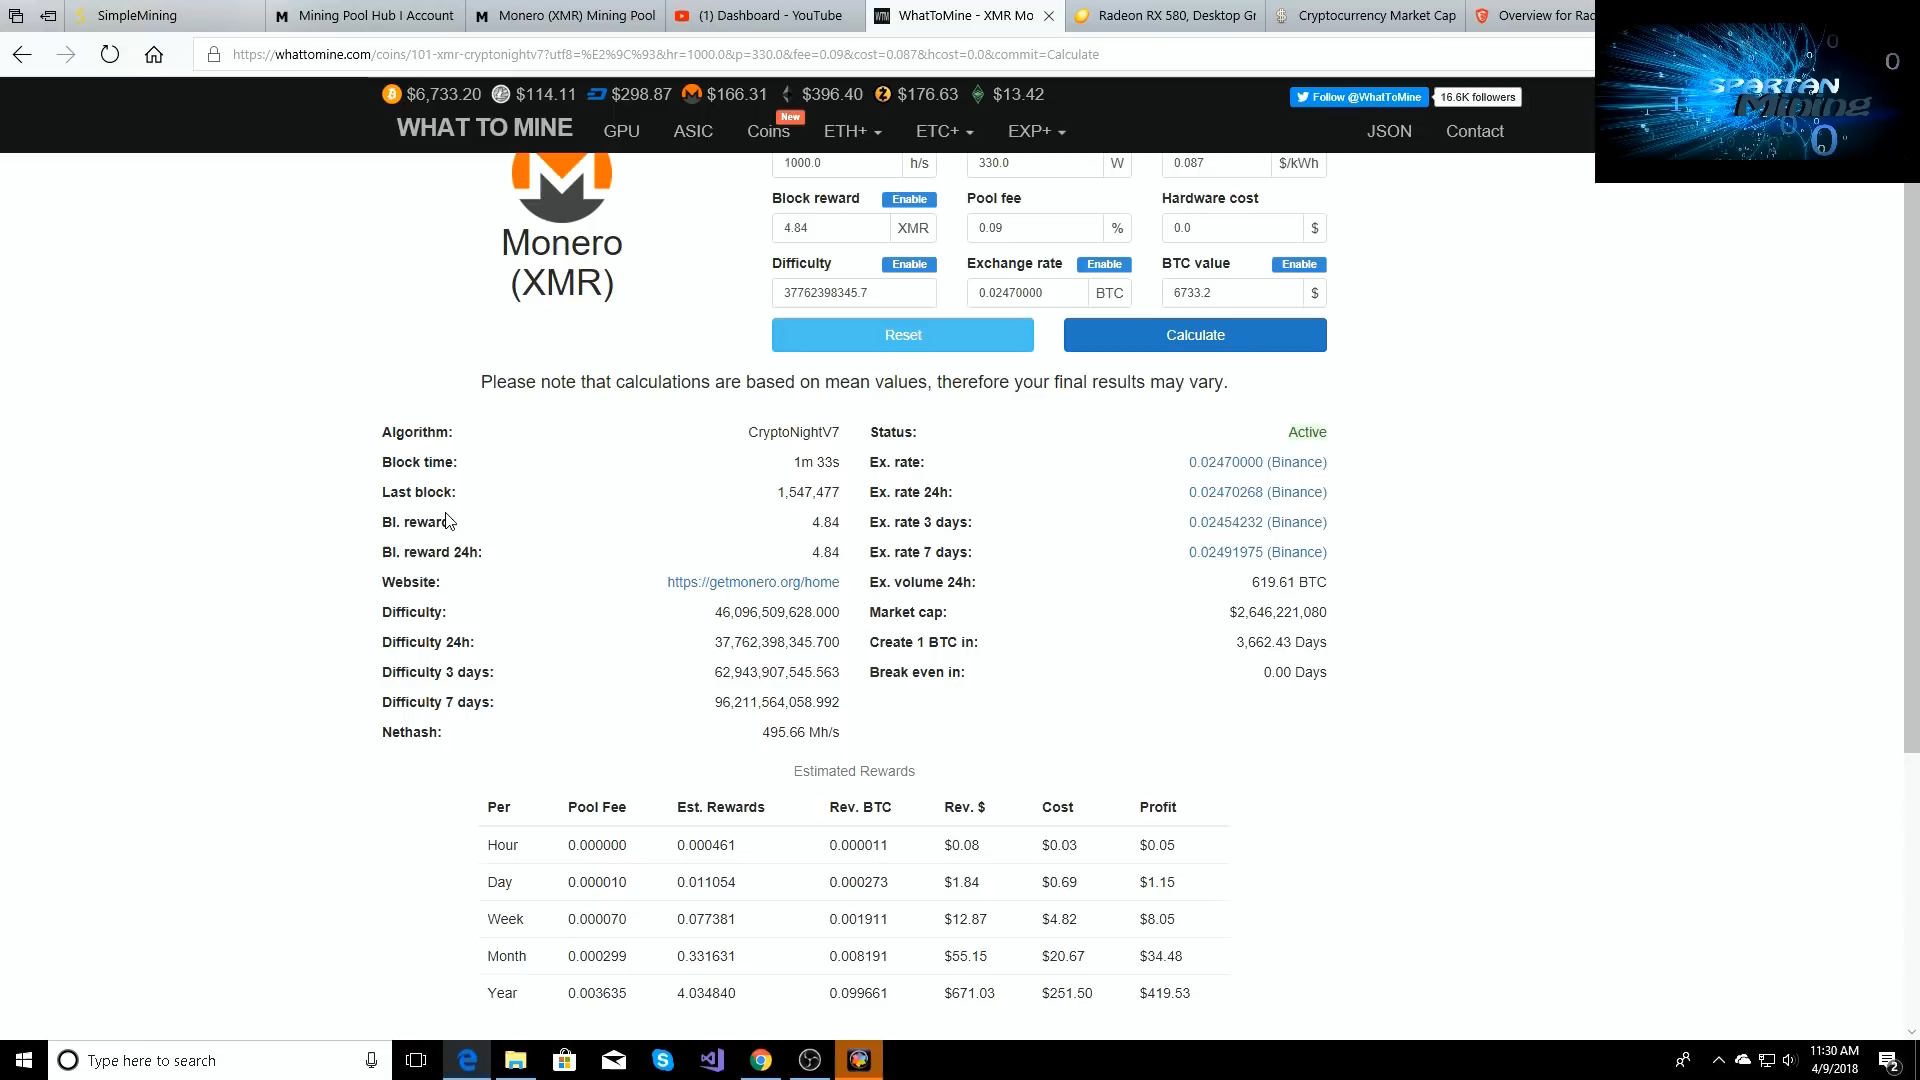 SimpleMining
Mining Pool Hub I Account
Monero (XMR) Mining Pool
(1) Dashboard - YouTube
WhatToMine - XMR Mo
Radeon RX 580, Desktop Gr
Cryptocurrency Market Cap
Overview for Rad
https://whattomine.com/coins/101-xmr-cryptonightv7?utf8=%E2%9C%93&hr=1000.0&p=330.0&fee=0.09&cost=0.087&hcost=0.0&commit=Calculate
SPARTAN
Mining
$6,733.20 $114.11 $298.87 $166.31 $396.40 $176.63 $13.42
Follow @WhatToMine 16.6K followers
WHAT TO MINE GPU ASIC Coins New ETH+ ETC+ EXP+ JSON Contact
1000.0 h/s 330.0 W 0.087 $/kWh
Block reward Enable Pool fee Hardware cost
4.84 XMR 0.09 % 0.0 $
Difficulty Enable Exchange rate Enable BTC value Enable
37762398345.7 0.02470000 BTC 6733.2 $
Monero
(XMR)
Reset Calculate
Please note that calculations are based on mean values, therefore your final results may vary.
Algorithm: CryptoNightV7 Status: Active
Block time: 1m 33s Ex. rate: 0.02470000 (Binance)
Last block: 1,547,477 Ex. rate 24h: 0.02470268 (Binance)
Bl. reward 4.84 Ex. rate 3 days: 0.02454232 (Binance)
Bl. reward 24h: 4.84 Ex. rate 7 days: 0.02491975 (Binance)
Website: https://getmonero.org/home Ex. volume 24h: 619.61 BTC
Difficulty: 46,096,509,628.000 Market cap: $2,646,221,080
Difficulty 24h: 37,762,398,345.700 Create 1 BTC in: 3,662.43 Days
Difficulty 3 days: 62,943,907,545.563 Break even in: 0.00 Days
Difficulty 7 days: 96,211,564,058.992
Nethash: 495.66 Mh/s
Estimated Rewards
Per Pool Fee Est. Rewards Rev. BTC Rev. $ Cost Profit
Hour 0.000000 0.000461 0.000011 $0.08 $0.03 $0.05
Day 0.000010 0.011054 0.000273 $1.84 $0.69 $1.15
Week 0.000070 0.077381 0.001911 $12.87 $4.82 $8.05
Month 0.000299 0.331631 0.008191 $55.15 $20.67 $34.48
Year 0.003635 4.034840 0.099661 $671.03 $251.50 $419.53
Type here to search
11:30 AM
4/9/2018
2